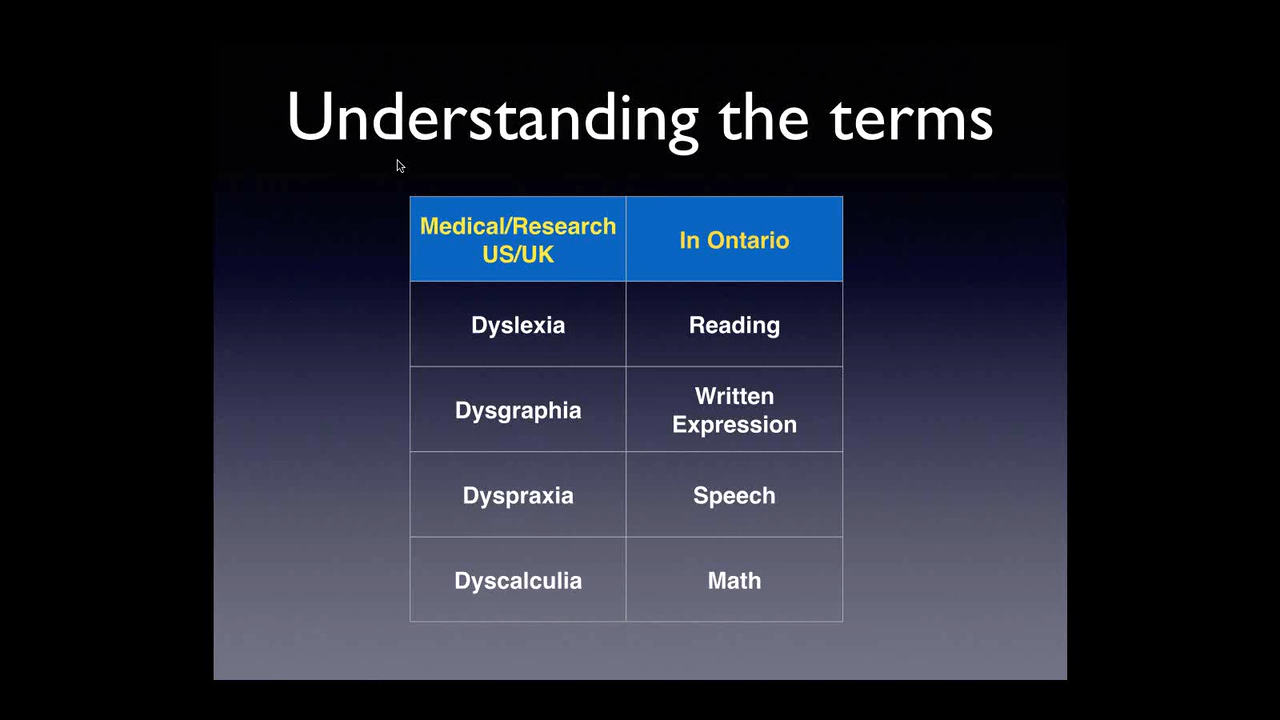 Understanding the terms
Medical/Research
US/UK
In Ontario
Dyslexia
Reading
Dysgraphia
Written
Expression
Dyspraxia
Speech
Dyscalculia
Math